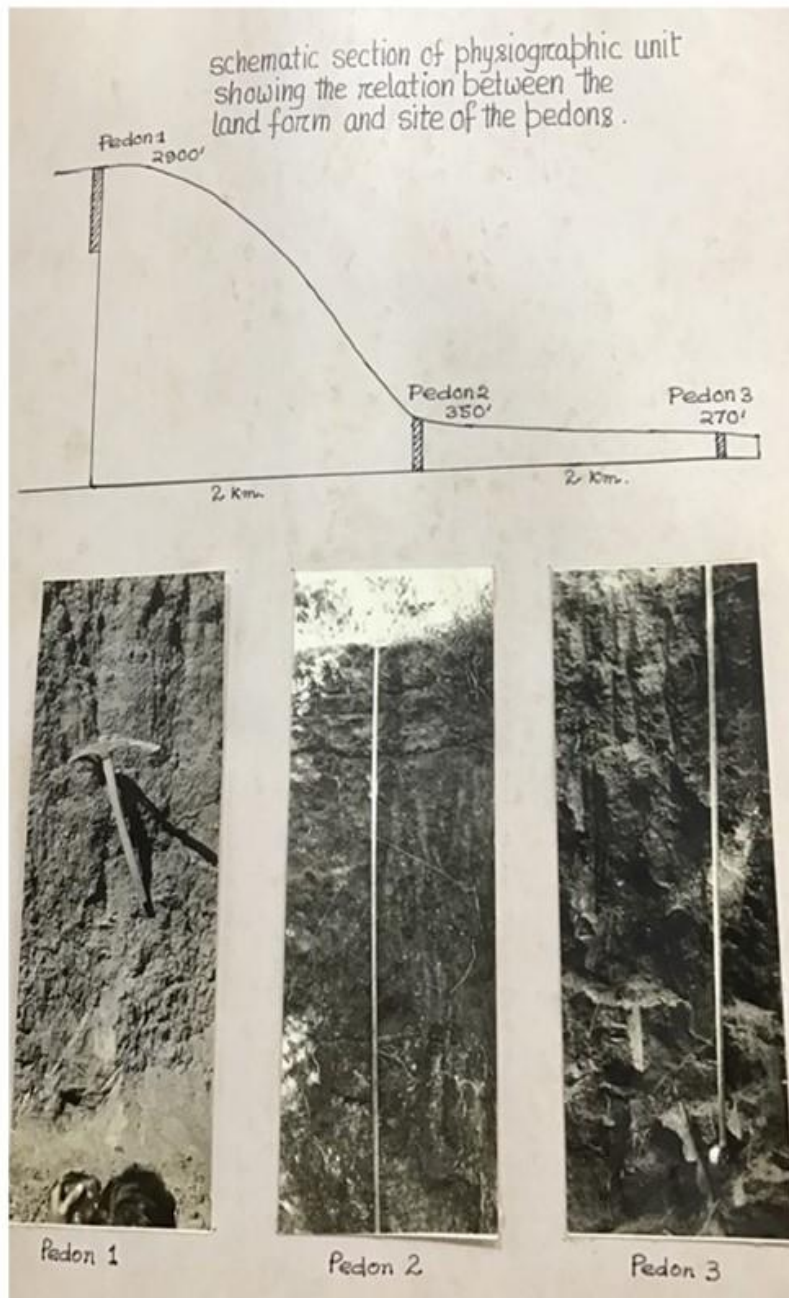 schematic section of physiographic unit
showing the relation between the
land form and site of the pedons.
Pedon 1
2900'
Pedon 2
350'
Pedon 3
270'
2 km.
2 km.
Pedon 1
Pedon 2
Pedon 3